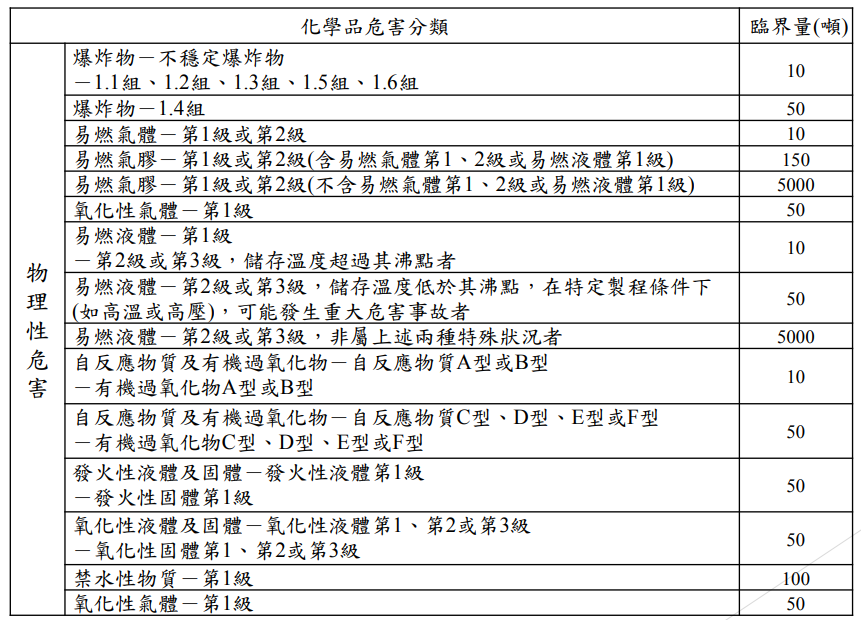 化學品危害分類 臨界量(噸)
物理性危害
爆炸物－不穩定爆炸物
－1.1組、1.2組、1.3組、1.5組、1.6組
10
爆炸物－1.4組 50
易燃氣體－第1級或第2級 10
易燃氣膠－第1級或第2級(含易燃氣體第1、2級或易燃液體第1級) 150
易燃氣膠－第1級或第2級(不含易燃氣體第1、2級或易燃液體第1級) 5000
氧化性氣體－第1級 50
易燃液體－第1級
－第2級或第3級，儲存溫度超過其沸點者
10
易燃液體－第2級或第3級，儲存溫度低於其沸點，在特定製程條件下
(如高溫或高壓)，可能發生重大危害事故者
50
易燃液體－第2級或第3級，非屬上述兩種特殊狀況者 5000
自反應物質及有機過氧化物－自反應物質A型或B型
－有機過氧化物A型或B型
10
自反應物質及有機過氧化物－自反應物質C型、D型、E型或F型
－有機過氧化物C型、D型、E型或F型
50
發火性液體及固體－發火性液體第1級
－發火性固體第1級
50
氧化性液體及固體－氧化性液體第1、第2或第3級
－氧化性固體第1、第2或第3級
50
禁水性物質－第1級 100
氧化性氣體－第1級 50